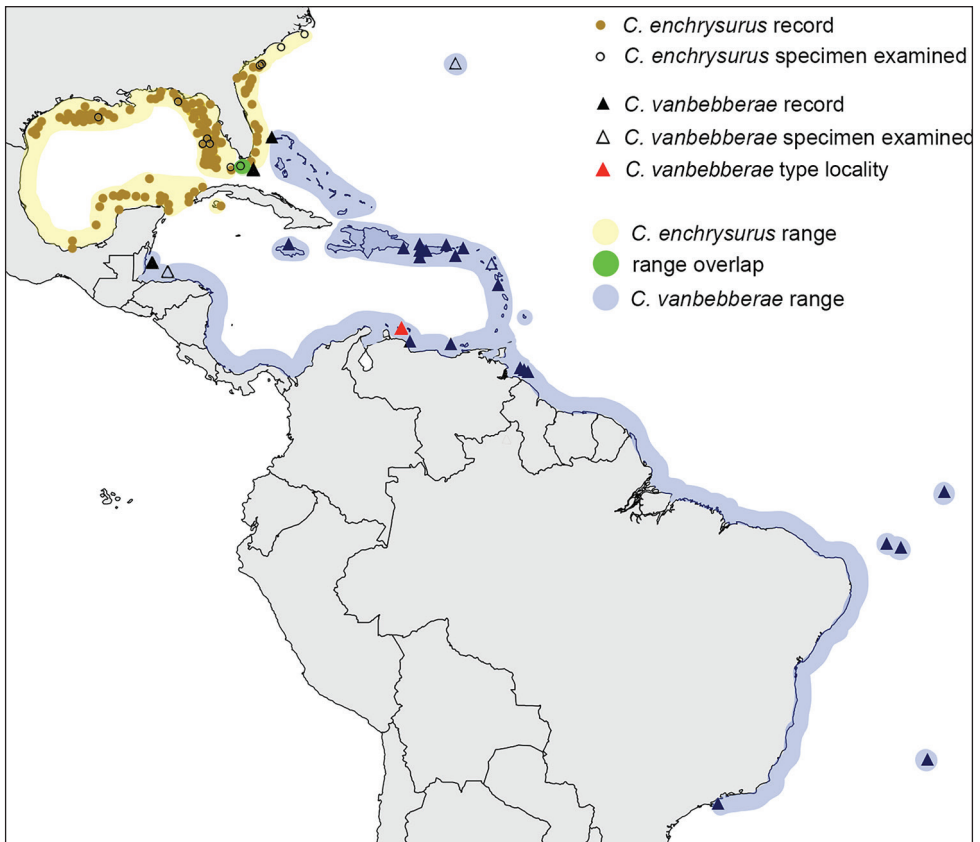 C. enchrysurus record
C. enchrysurus specimen examined
C. vanbebberae record
C. vanbebberae specimen examined
C. vanbebberae type locality
C. enchrysurus range
range overlap
C. vanbebberae range